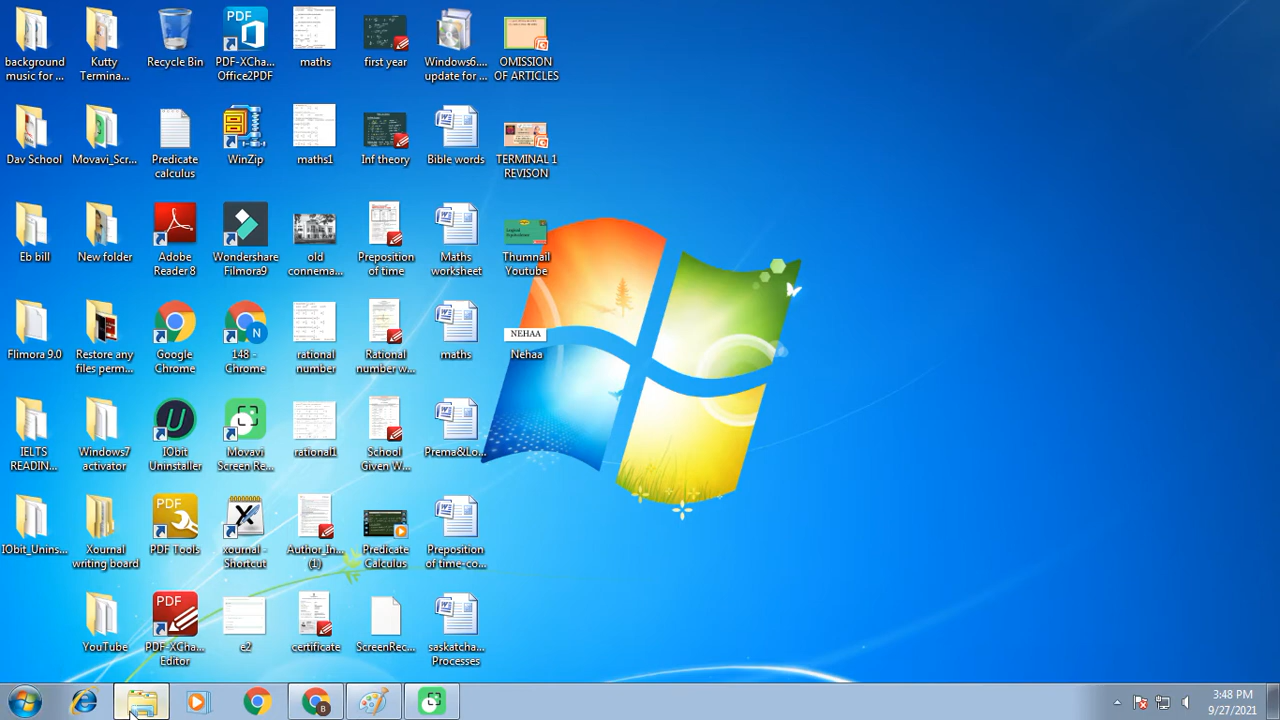 background
music for ...
Kutty
Termina...
Recycle Bin
PDF-XCha...
Office2PDF
maths
first year
Windows6....
update for ...
OMISSION
OF ARTICLES
Dav School
Movavi_Scr...
Predicate
calculus
WinZip
maths1
Inf theory
Bible words
TERMINAL 1
REVISON
Eb bill
New folder
Adobe
Reader 8
Wondershare
Filmora9
old
connema...
Preposition
of time
Maths
worksheet
Thumnail
Youtube
Flimora 9.0
Restore any
files perm...
Google
Chrome
148 -
Chrome
rational
number
Rational
number w...
maths
NEHAA
Nehaa
IELTS
READIN...
Windows7
activator
IObit
Uninstaller
Movavi
Screen Re...
rational1
School
Given W...
Prema&Lo...
IObit_Unins...
Xournal
writing board
PDF Tools
xournal -
Shortcut
Author_In...
(1)
Predicate
Calculus
Preposition
of time-co...
YouTube
PDF-XCha...
Editor
e2
certificate
ScreenRec...
saskatcha...
Processes
3:48 PM
9/27/2021